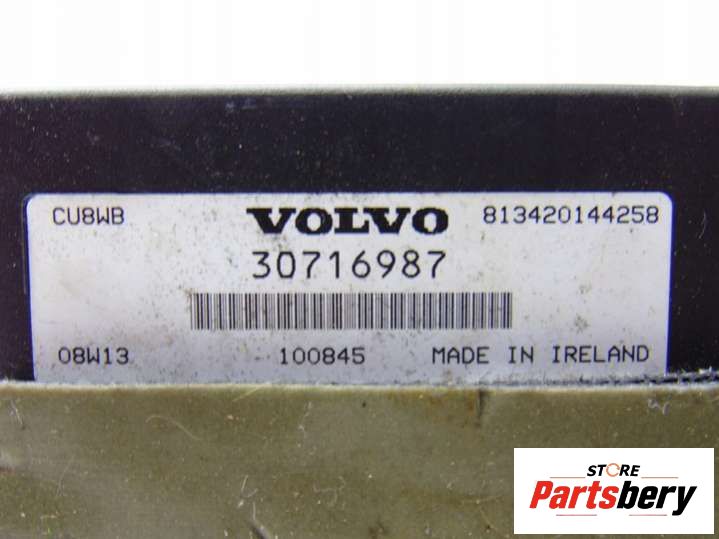 CU8WB VOLVO 813420144258
30716987
08W13 100845 MADE IN IRELAND
STORE
Partsbery